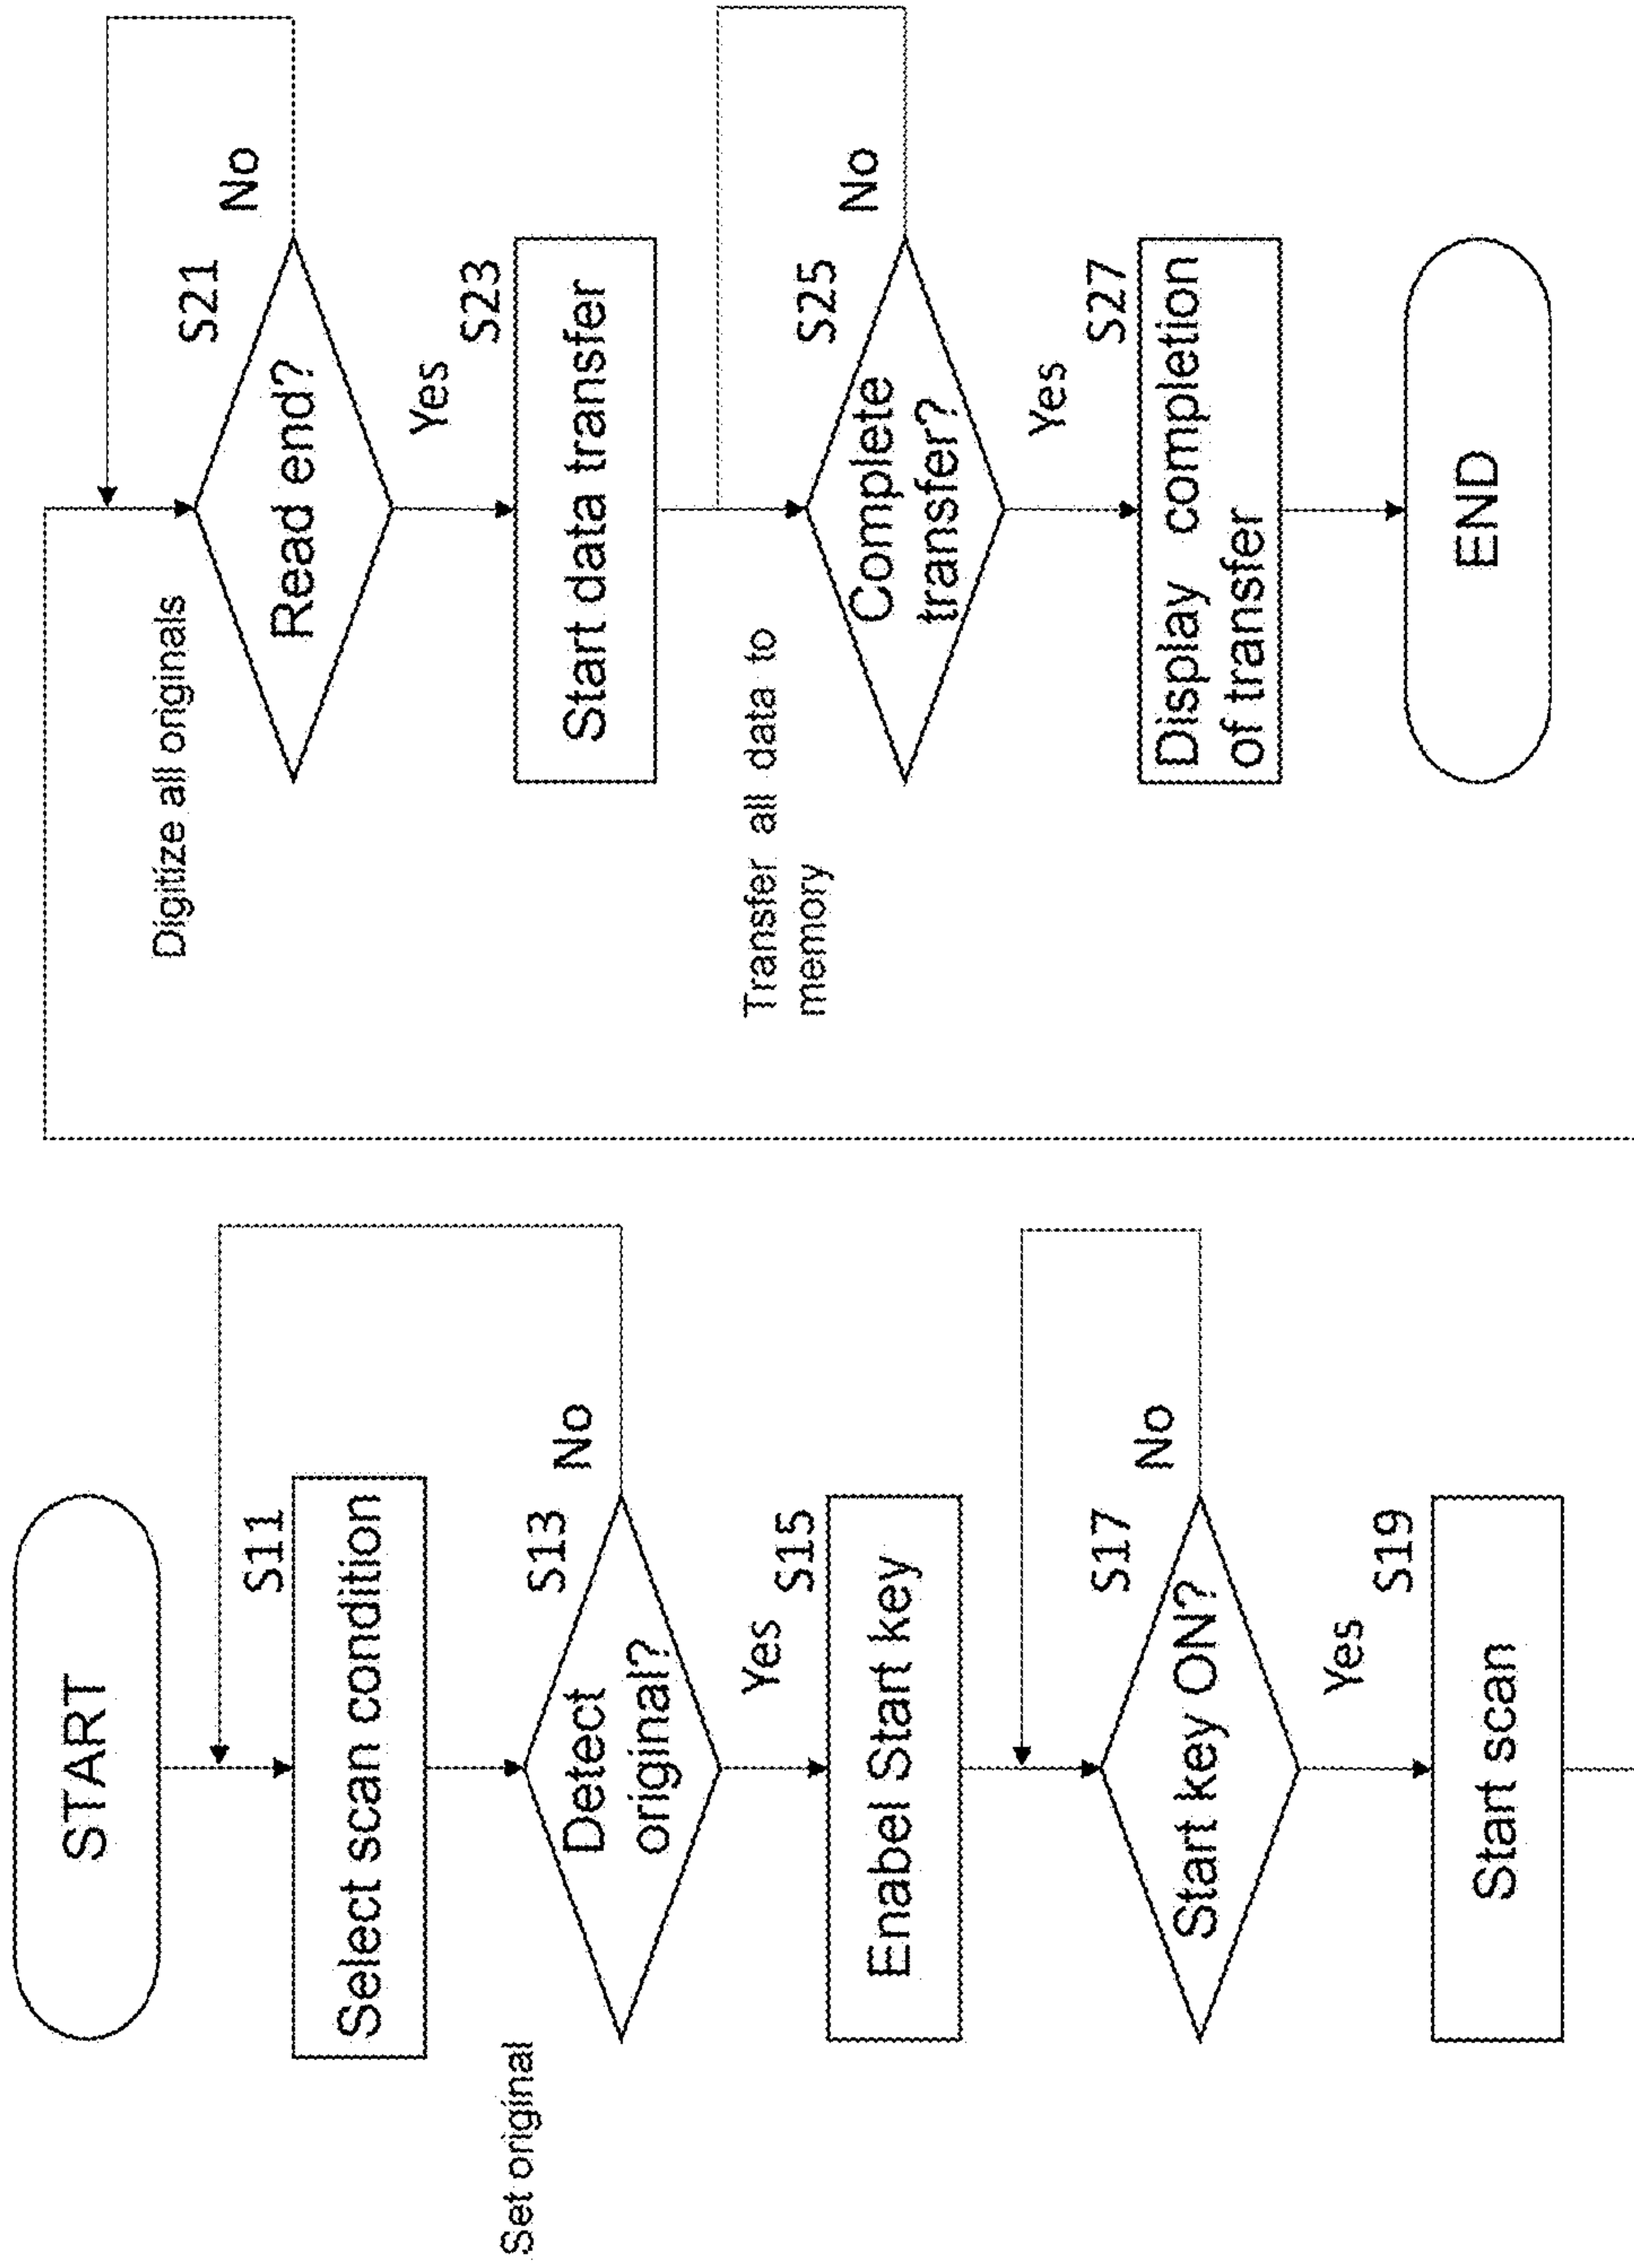 START
S11
Select scan condition
Set original
S13
Detect
original?
No
Yes
S15
Enabel Start key
S17
Start key ON?
No
Yes
S19
Start scan
Digitize all originals
S21
Read end?
No
Yes
S23
Start data transfer
Transfer all data to
memory
S25
Complete
transfer?
No
Yes
S27
Display completion
of transfer
END